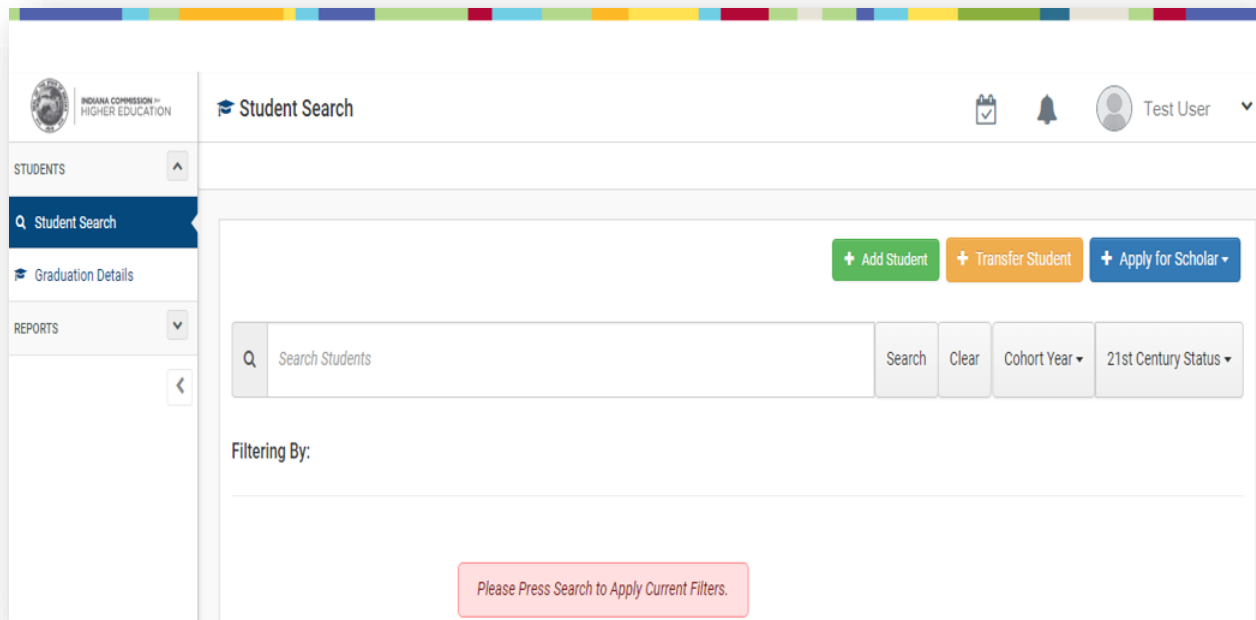 INDIANA COMMISSION for
HIGHER EDUCATION
Student Search
Test User
STUDENTS
Student Search
Graduation Details
REPORTS
+ Add Student
+ Transfer Student
+ Apply for Scholar
Search Students
Search
Clear
Cohort Year
21st Century Status
Filtering By:
Please Press Search to Apply Current Filters.